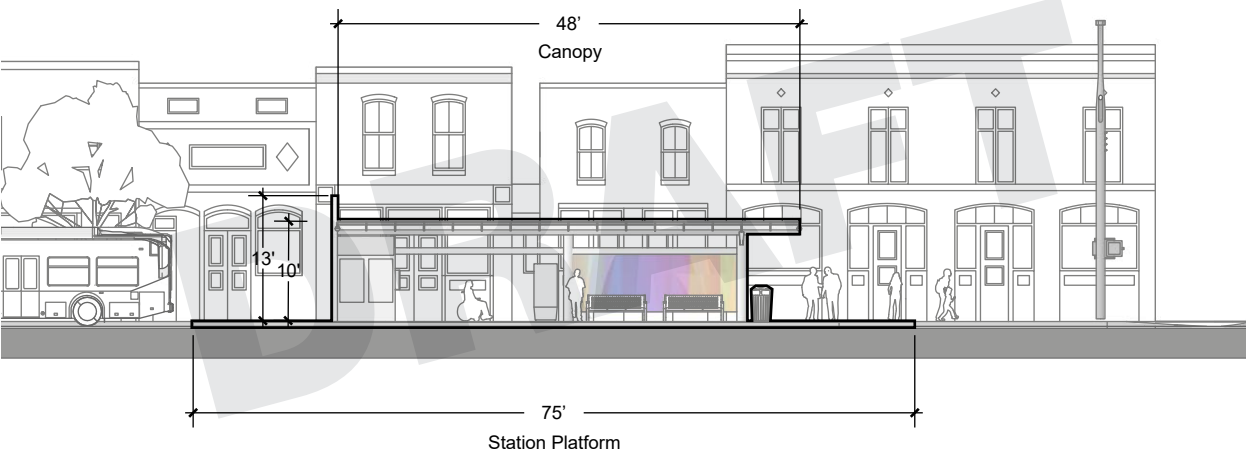 48’
Canopy
DRAFT
13'
10'
75’
Station Platform